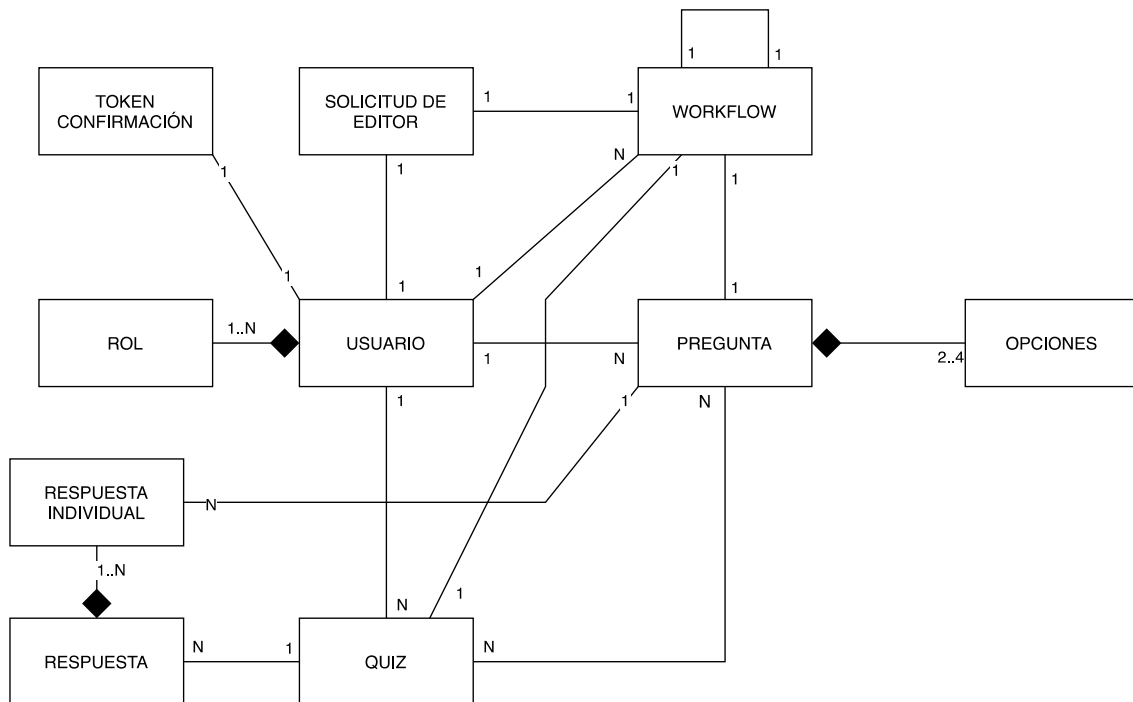 1
1
TOKEN
CONFIRMACIÓN
SOLICITUD DE
EDITOR
1
1
WORKFLOW
1
1
N
1
1
1
1
1
1
ROL
1..N
USUARIO
1
N
PREGUNTA
2..4
OPCIONES
1
1
N
RESPUESTA
INDIVIDUAL
N
1..N
N
1
RESPUESTA
N
1
QUIZ
N